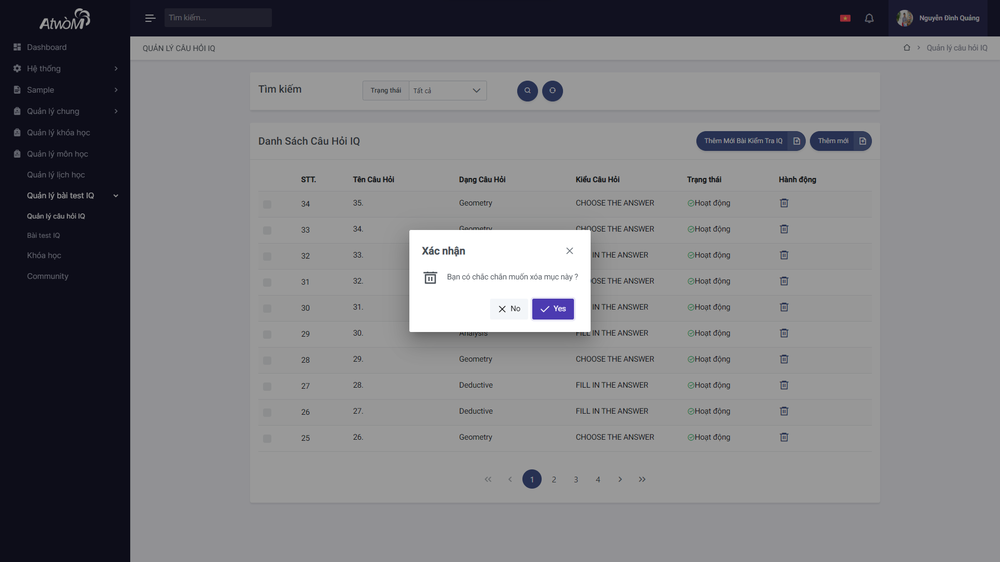 AtwòM
Tìm kiếm...
Nguyễn Đình Quảng
Dashboard
Hệ thống
Sample
Quản lý chung
Quản lý khóa học
Quản lý môn học
Quản lý lịch học
Quản lý bài test IQ
Quản lý câu hỏi IQ
Bài test IQ
Khóa học
Community
QUẢN LÝ CÂU HỎI IQ
Quản lý câu hỏi IQ
Tìm kiếm
Trạng thái
Tất cả
Danh Sách Câu Hỏi IQ
Thêm Mới Bài Kiểm Tra IQ
Thêm mới
STT. Tên Câu Hỏi Dạng Câu Hỏi Kiểu Câu Hỏi Trạng thái Hành động
34 35. Geometry CHOOSE THE ANSWER Hoạt động
33 34. Geometry CHOOSE THE ANSWER Hoạt động
32 33. IN THE ANSWER Hoạt động
31 32. OOSE THE ANSWER Hoạt động
30 31. IN THE ANSWER Hoạt động
29 30. Analysis FILL IN THE ANSWER Hoạt động
28 29. Geometry CHOOSE THE ANSWER Hoạt động
27 28. Deductive FILL IN THE ANSWER Hoạt động
26 27. Deductive FILL IN THE ANSWER Hoạt động
25 26. Geometry CHOOSE THE ANSWER Hoạt động
Xác nhận
Bạn có chắc chắn muốn xóa mục này ?
No
Yes
1 2 3 4